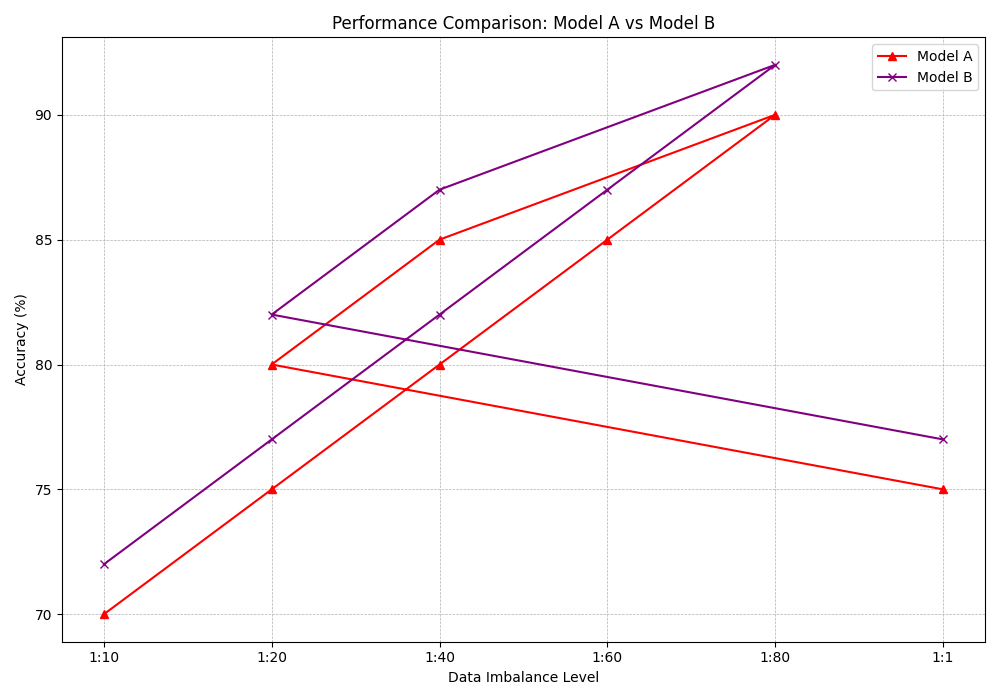 Performance Comparison: Model A vs Model B
Model A
Model B
Accuracy (%)
90
85
80
75
70
1:10 1:20 1:40 1:60 1:80 1:1
Data Imbalance Level